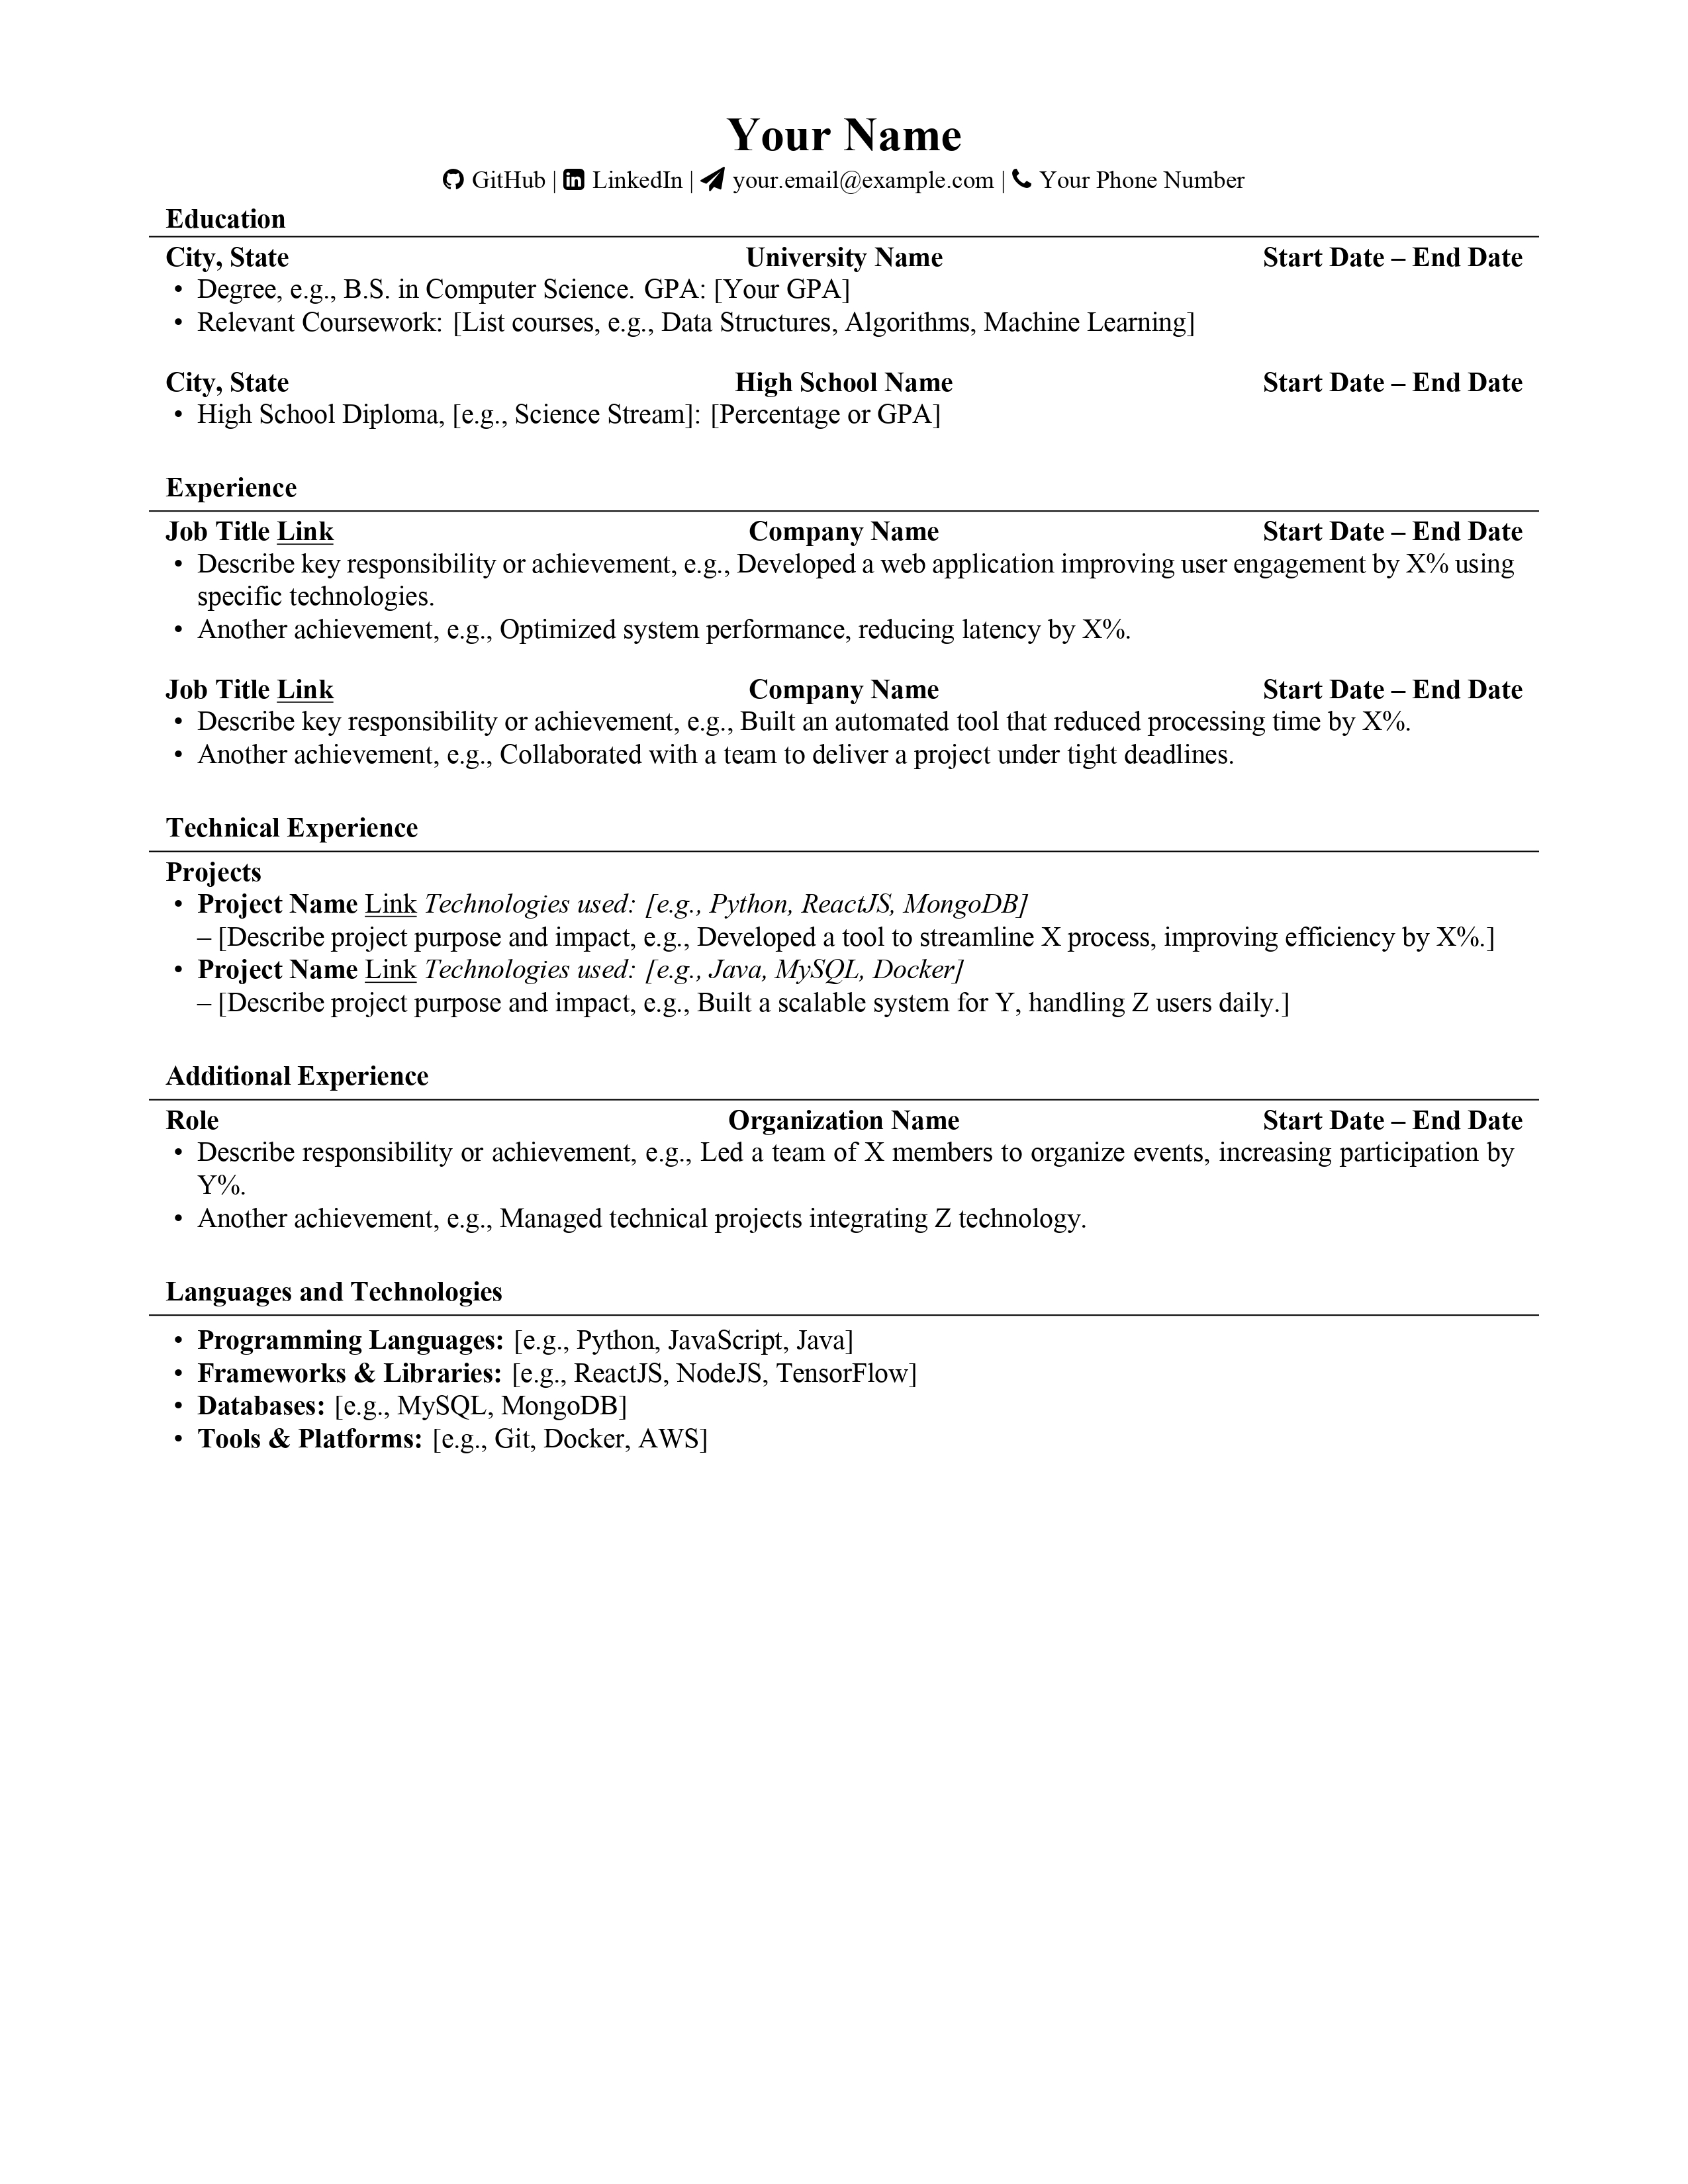 Your Name
GitHub | LinkedIn | your.email@example.com | Your Phone Number
Education
City, State University Name Start Date – End Date
• Degree, e.g., B.S. in Computer Science. GPA: [Your GPA]
• Relevant Coursework: [List courses, e.g., Data Structures, Algorithms, Machine Learning]
City, State High School Name Start Date – End Date
• High School Diploma, [e.g., Science Stream]: [Percentage or GPA]
Experience
Job Title Link Company Name Start Date – End Date
• Describe key responsibility or achievement, e.g., Developed a web application improving user engagement by X% using
specific technologies.
• Another achievement, e.g., Optimized system performance, reducing latency by X%.
Job Title Link Company Name Start Date – End Date
• Describe key responsibility or achievement, e.g., Built an automated tool that reduced processing time by X%.
• Another achievement, e.g., Collaborated with a team to deliver a project under tight deadlines.
Technical Experience
Projects
• Project Name Link Technologies used: [e.g., Python, ReactJS, MongoDB]
– [Describe project purpose and impact, e.g., Developed a tool to streamline X process, improving efficiency by X%.]
• Project Name Link Technologies used: [e.g., Java, MySQL, Docker]
– [Describe project purpose and impact, e.g., Built a scalable system for Y, handling Z users daily.]
Additional Experience
Role Organization Name Start Date – End Date
• Describe responsibility or achievement, e.g., Led a team of X members to organize events, increasing participation by
Y%.
• Another achievement, e.g., Managed technical projects integrating Z technology.
Languages and Technologies
• Programming Languages: [e.g., Python, JavaScript, Java]
• Frameworks & Libraries: [e.g., ReactJS, NodeJS, TensorFlow]
• Databases: [e.g., MySQL, MongoDB]
• Tools & Platforms: [e.g., Git, Docker, AWS]